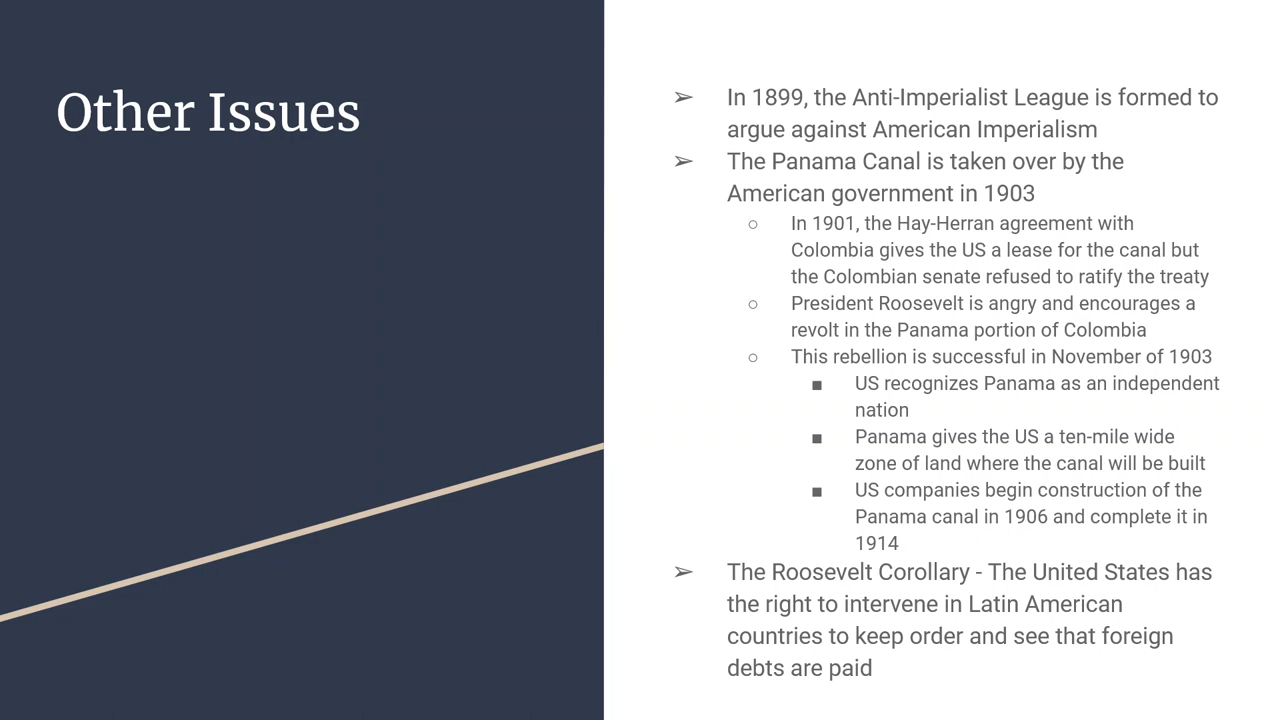 Other Issues
➢ In 1899, the Anti-Imperialist League is formed to
argue against American Imperialism
➢ The Panama Canal is taken over by the
American government in 1903
○ In 1901, the Hay-Herran agreement with
Colombia gives the US a lease for the canal but
the Colombian senate refused to ratify the treaty
○ President Roosevelt is angry and encourages a
revolt in the Panama portion of Colombia
○ This rebellion is successful in November of 1903
■ US recognizes Panama as an independent
nation
■ Panama gives the US a ten-mile wide
zone of land where the canal will be built
■ US companies begin construction of the
Panama canal in 1906 and complete it in
1914
➢ The Roosevelt Corollary - The United States has
the right to intervene in Latin American
countries to keep order and see that foreign
debts are paid